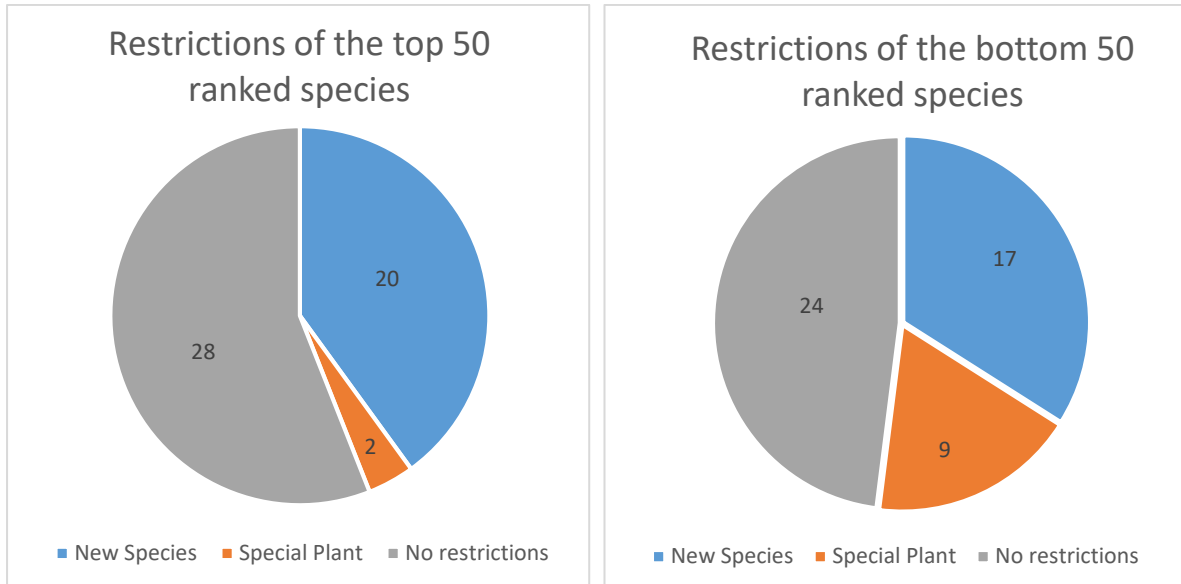 Restrictions of the top 50
ranked species
20
28
2
New Species Special Plant No restrictions
Restrictions of the bottom 50
ranked species
17
24
9
New Species Special Plant No restrictions